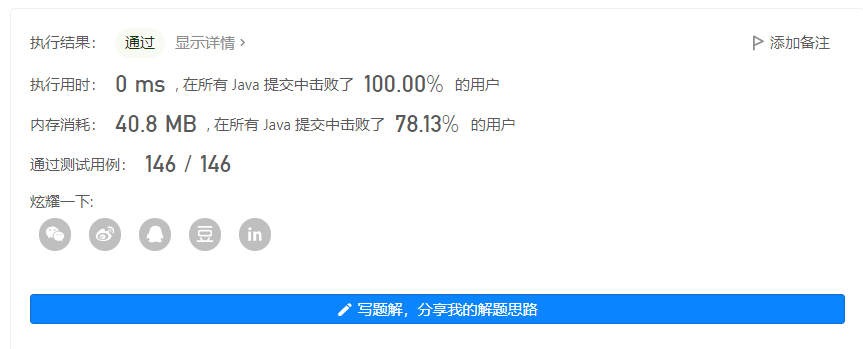 执行结果： 通过 显示详情 › 添加备注
执行用时： 0 ms ，在所有 Java 提交中击败了 100.00% 的用户
内存消耗： 40.8 MB ，在所有 Java 提交中击败了 78.13% 的用户
通过测试用例： 146 / 146
炫耀一下:
豆 in
写题解，分享我的解题思路